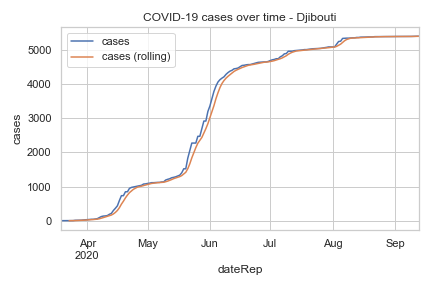 COVID-19 cases over time - Djibouti
cases
cases (rolling)
cases
5000
4000
3000
2000
1000
0
Apr
2020
May
Jun
Jul
Aug
Sep
dateRep